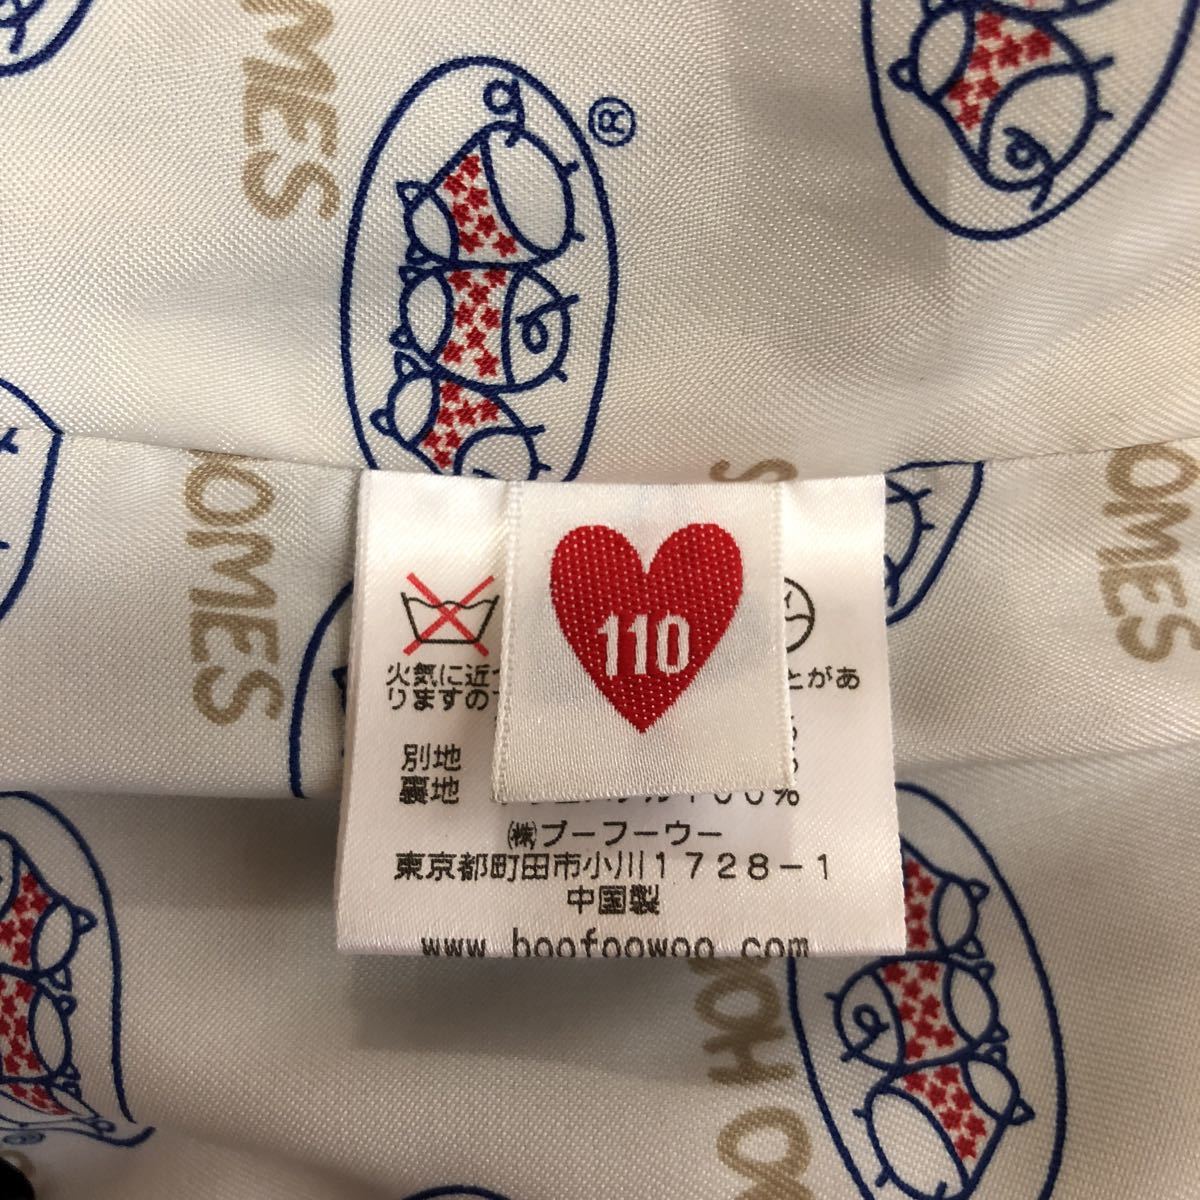 OMES
®
OMES
OMES
110
火気に近づ とがあ
りますので
別地
裏地 100%
㈱ブーフーウー
東京都町田市小川1728-1
中国製
www.boofoowoo.com